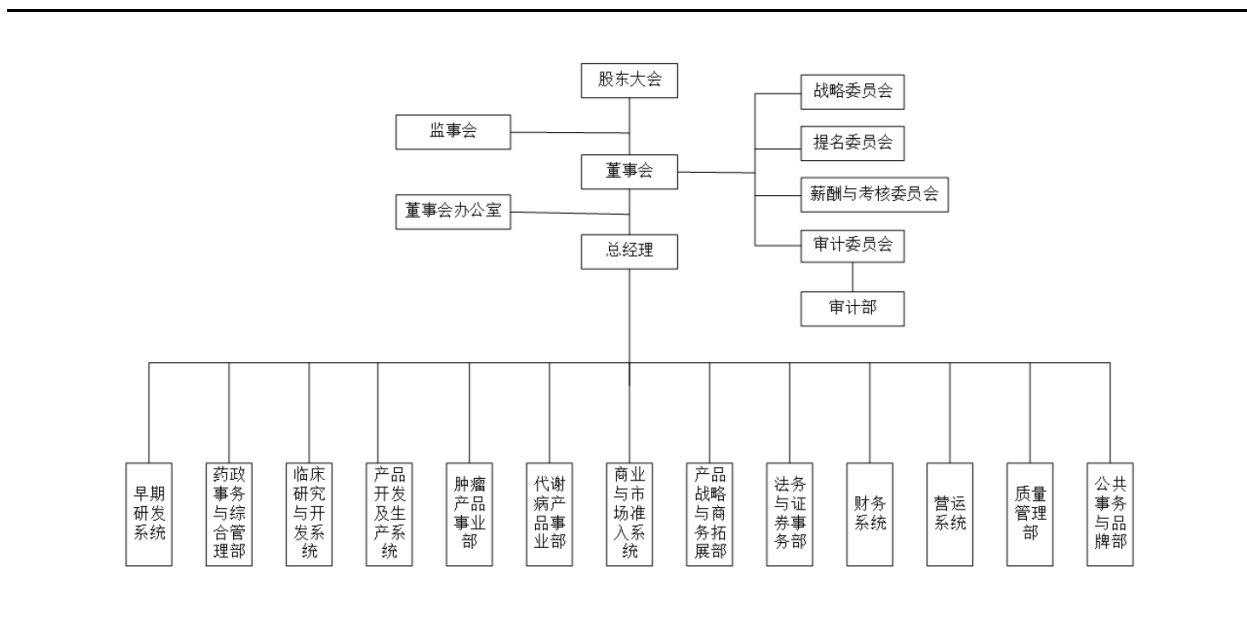 股东大会
战略委员会
监事会
提名委员会
董事会
薪酬与考核委员会
董事会办公室
审计委员会
总经理
审计部
早期
研发
系统
药政
事务
与综
合管
理部
临床
研究
与开
发系
统
产品
开发
及生
产系
统
肿瘤
产品
事业
部
代谢
病产
品事
业部
商业
与市
场准
入系
统
产品
战略
与商
务拓
展部
法务
与证
券事
务部
财务
系统
营运
系统
质量
管理
部
公共
事务
与品
牌部